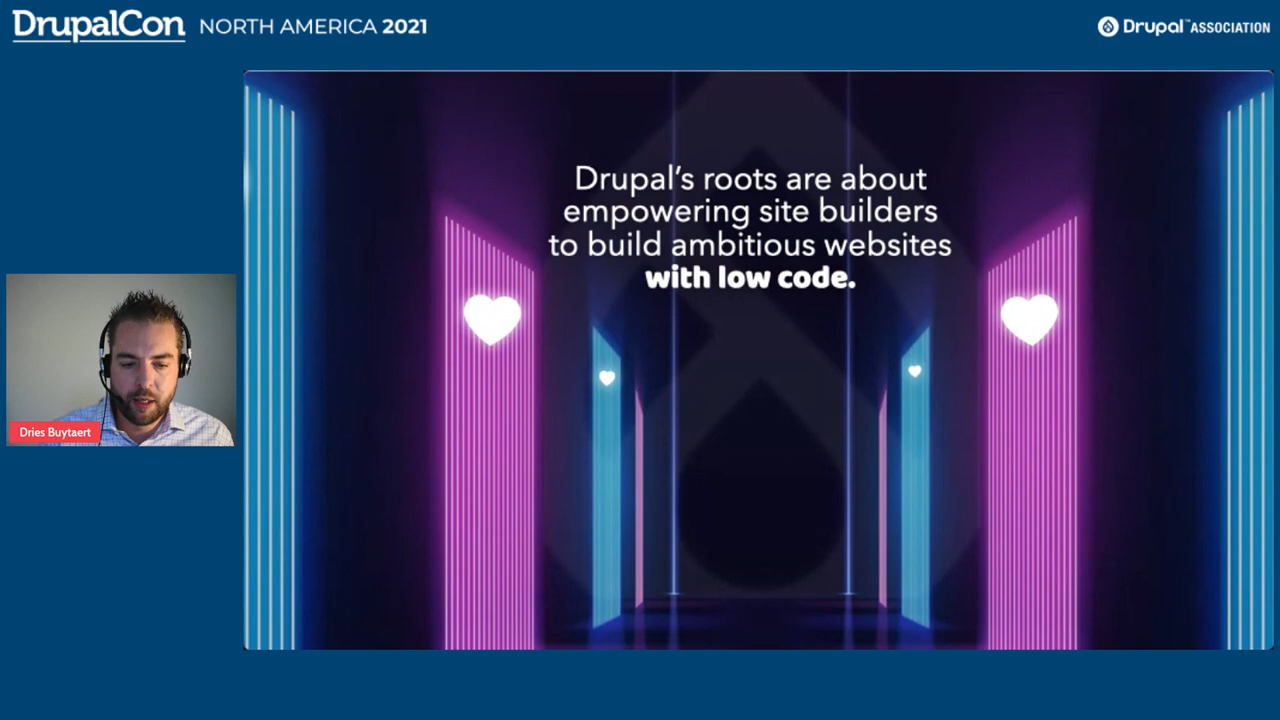 DrupalCon NORTH AMERICA 2021
Drupal™ ASSOCIATION
Drupal's roots are about
empowering site builders
to build ambitious websites
with low code.
Dries Buytaert